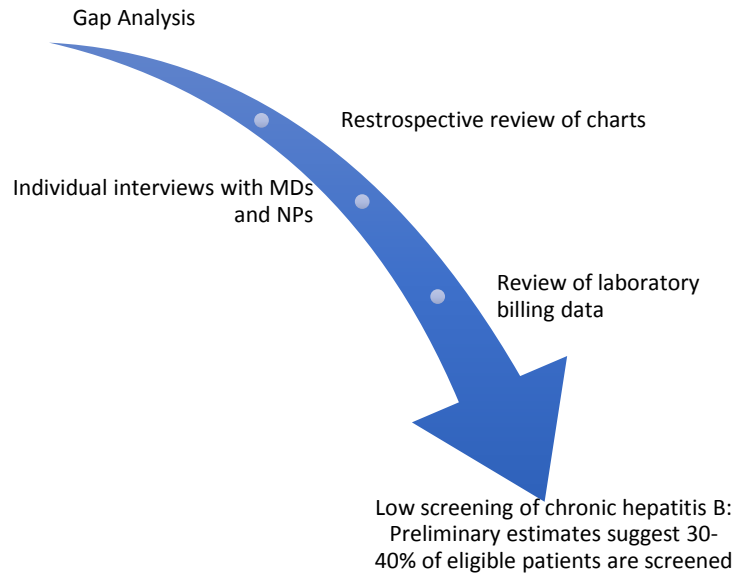 Gap Analysis
Restrospective review of charts
Individual interviews with MDs
and NPs
Review of laboratory
billing data
Low screening of chronic hepatitis B:
Preliminary estimates suggest 30-
40% of eligible patients are screened